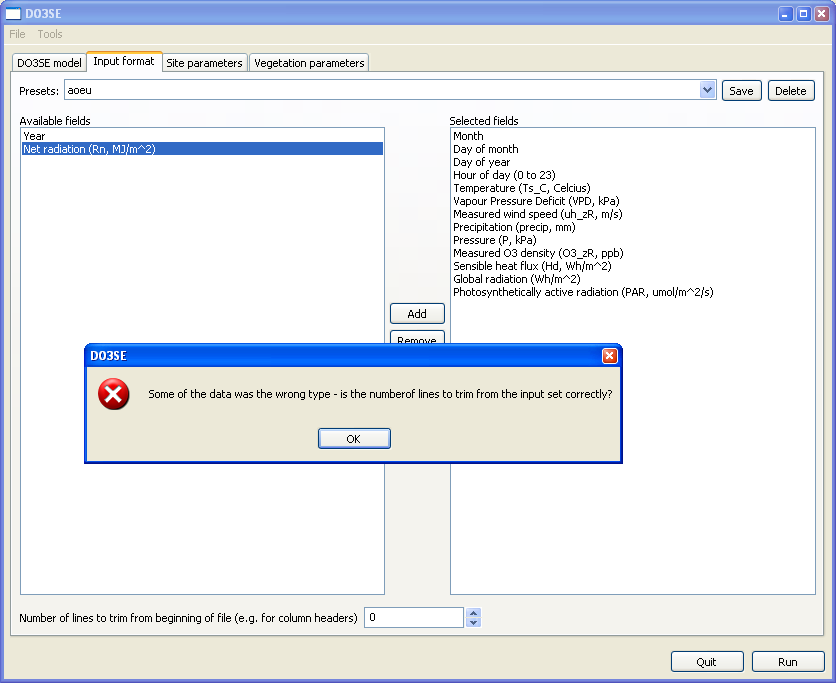 DO3SE
File Tools
DO3SE model Input format Site parameters Vegetation parameters
Presets: aoeu Save Delete
Available fields
Year
Net radiation (Rn, MJ/m^2)
Selected fields
Month
Day of month
Day of year
Hour of day (0 to 23)
Temperature (Ts_C, Celcius)
Vapour Pressure Deficit (VPD, kPa)
Measured wind speed (uh_zR, m/s)
Precipitation (precip, mm)
Pressure (P, kPa)
Measured O3 density (O3_zR, ppb)
Sensible heat flux (Hd, Wh/m^2)
Global radiation (Wh/m^2)
Photosynthetically active radiation (PAR, umol/m^2/s)
Add
Remove
DO3SE
Some of the data was the wrong type - is the numberof lines to trim from the input set correctly?
OK
Number of lines to trim from beginning of file (e.g. for column headers) 0
Quit Run